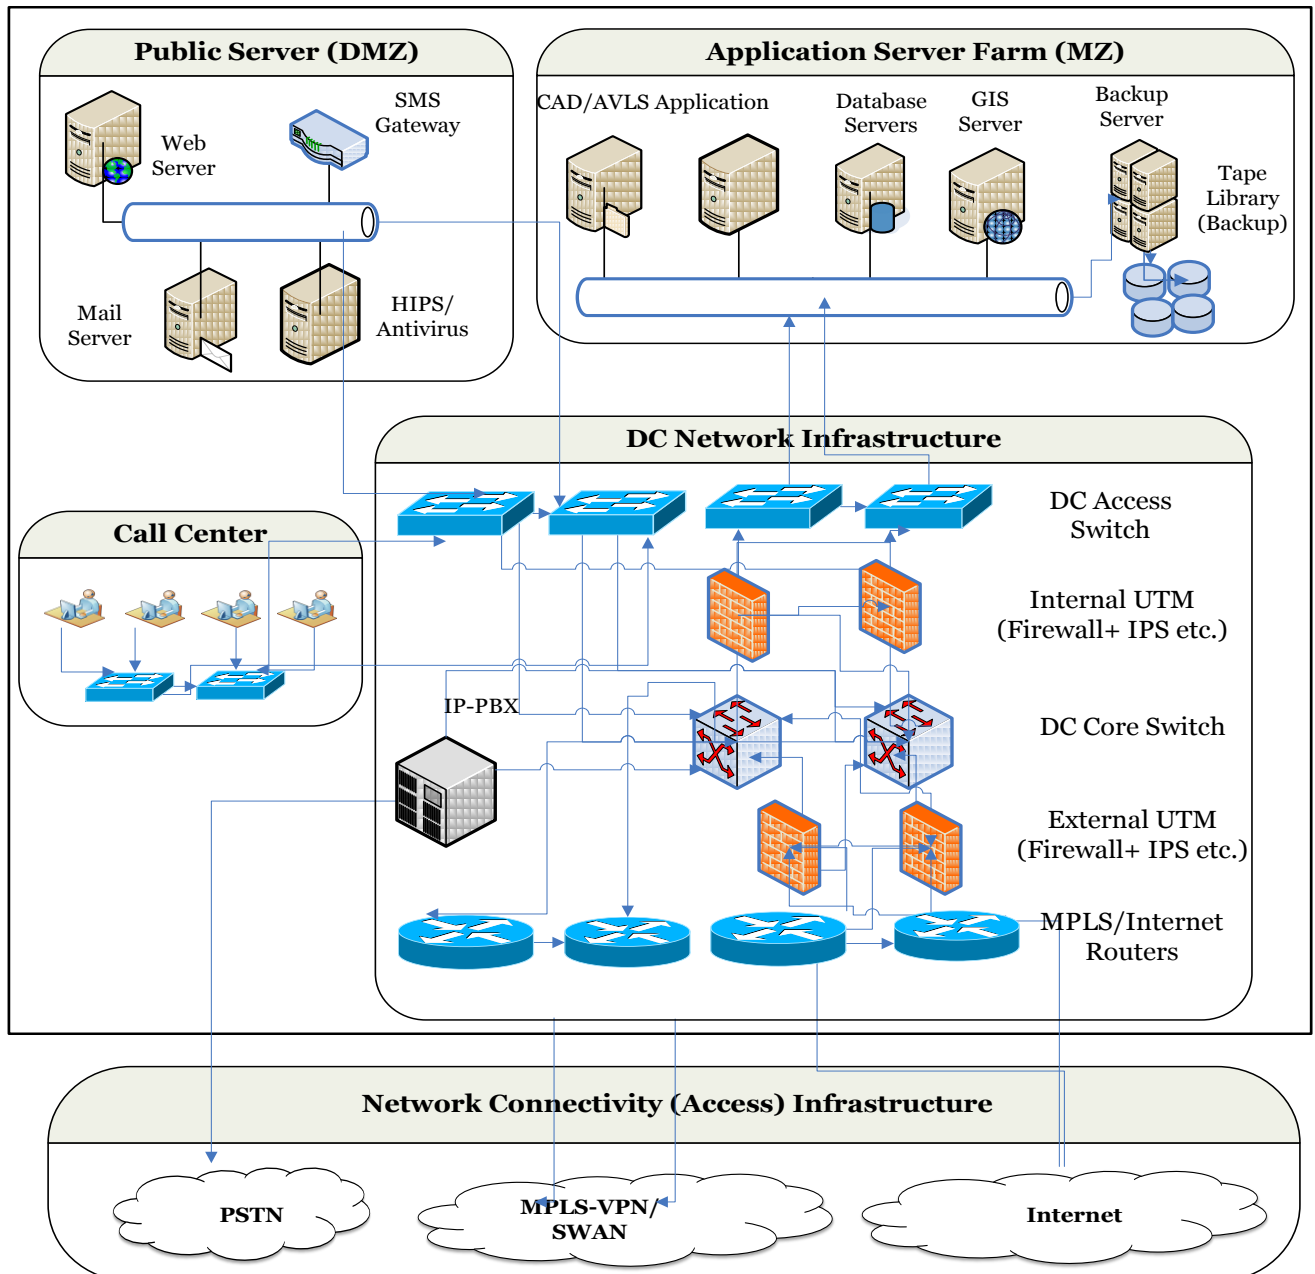 Public Server (DMZ)
Web
Server
SMS
Gateway
Mail
Server
HIPS/
Antivirus
Application Server Farm (MZ)
CAD/AVLS Application
Database
Servers
GIS
Server
Backup
Server
Tape
Library
(Backup)
DC Network Infrastructure
DC Access
Switch
Internal UTM
(Firewall+ IPS etc.)
Call Center
IP-PBX
DC Core Switch
External UTM
(Firewall+ IPS etc.)
MPLS/Internet
Routers
Network Connectivity (Access) Infrastructure
PSTN
MPLS-VPN/
SWAN
Internet